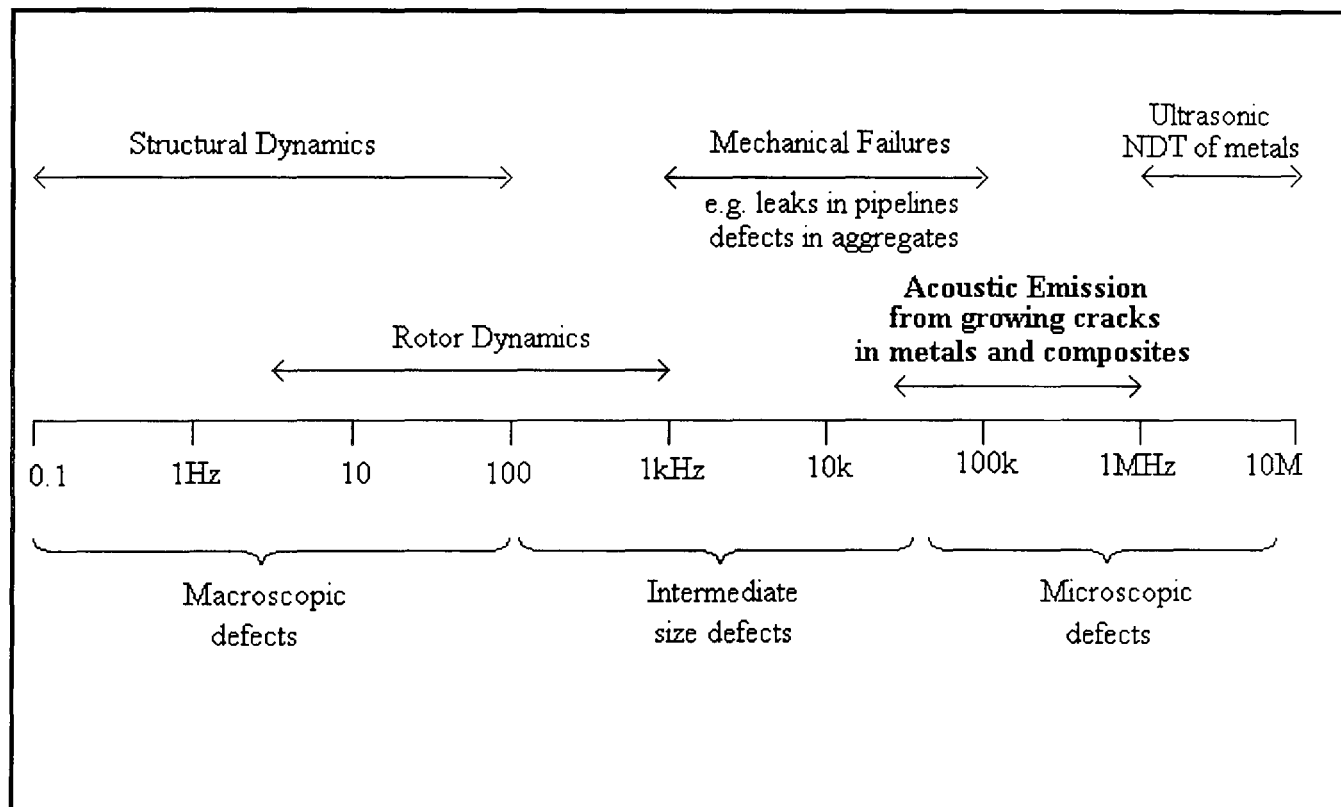 Structural Dynamics
Mechanical Failures
e.g. leaks in pipelines
defects in aggregates
Ultrasonic
NDT of metals
Rotor Dynamics
Acoustic Emission
from growing cracks
in metals and composites
0.1 1Hz 10 100 1kHz 10k 100k 1MHz 10M
Macroscopic
defects
Intermediate
size defects
Microscopic
defects